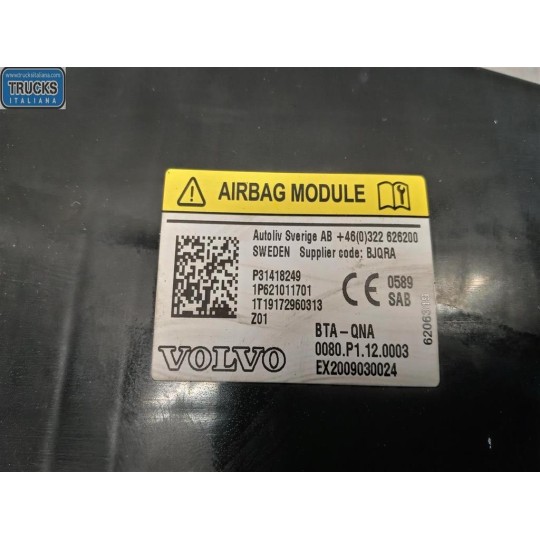 www.trucksitaliana.com
TRUCKS
ITALIANA
AIRBAG MODULE
Autoliv Sverige AB +46(0)322 626200
SWEDEN Supplier code: BJQRA
P31418249
1P621011701
1T19172960313
Z01
CE 0589
SAB
BTA-QNA
0080.P1.12.0003
EX2009030024
VOLVO